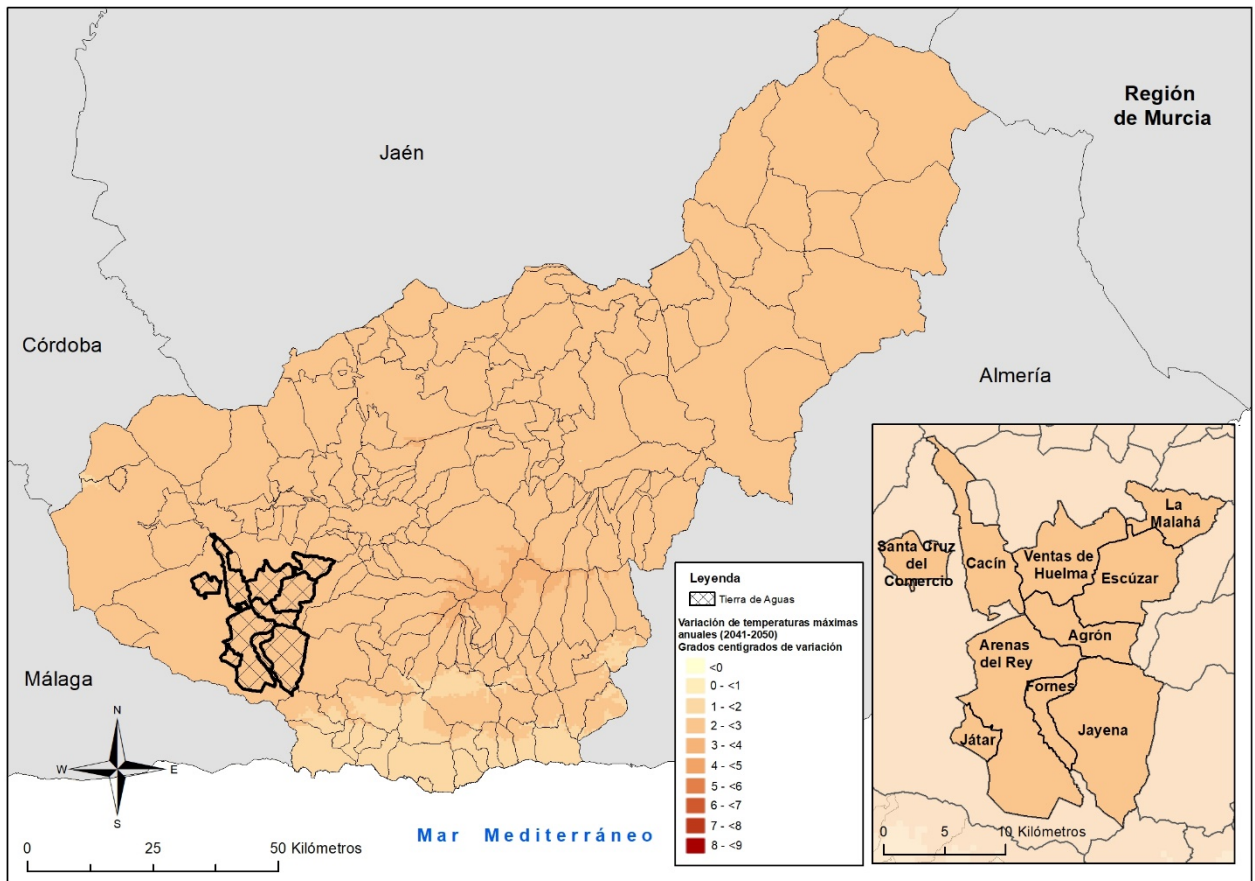 Región
de Murcia
Jaén
Córdoba
Almería
Málaga
N
W
E
S
Mar Mediterráneo
0
25
50 Kilómetros
Leyenda
Tierra de Aguas
Variación de temperaturas máximas
anuales (2041-2050)
Grados centigrados de variación
<0
0 - <1
1 - <2
2 - <3
3 - <4
4 - <5
5 - <6
6 - <7
7 - <8
8 - <9
La
Malahá
Santa Cruz
del
Comercio
Cacín
Ventas de
Huelma
Escúzar
Agrón
Arenas
del Rey
Fornes
Játar
Jayena
0
5
10 Kilómetros